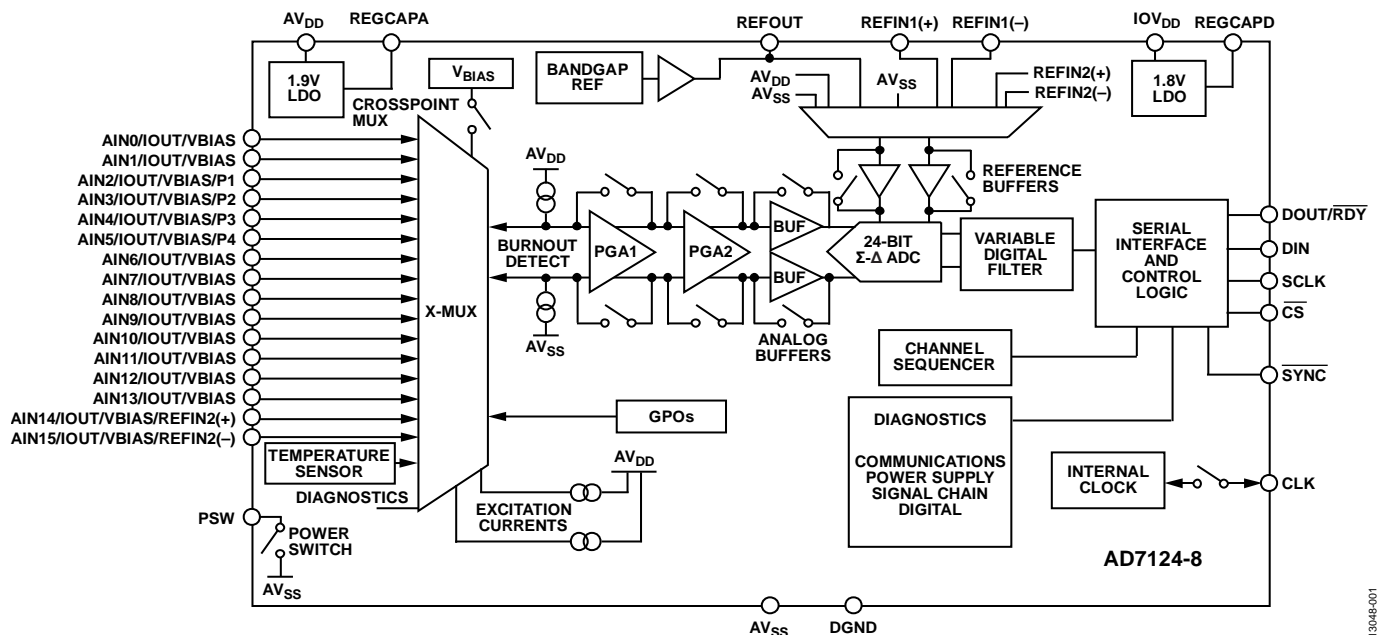 AVDD
REGCAPA
REFOUT
REFIN1(+)
REFIN1(–)
IOVDD
REGCAPD
1.9V
LDO
VBIAS
CROSSPOINT
MUX
BANDGAP
REF
AVDD
AVSS
AVSS
REFIN2(+)
REFIN2(–)
1.8V
LDO
AIN0/IOUT/VBIAS
AIN1/IOUT/VBIAS
AIN2/IOUT/VBIAS/P1
AIN3/IOUT/VBIAS/P2
AIN4/IOUT/VBIAS/P3
AIN5/IOUT/VBIAS/P4
AIN6/IOUT/VBIAS
AIN7/IOUT/VBIAS
AIN8/IOUT/VBIAS
AIN9/IOUT/VBIAS
AIN10/IOUT/VBIAS
AIN11/IOUT/VBIAS
AIN12/IOUT/VBIAS
AIN13/IOUT/VBIAS
AIN14/IOUT/VBIAS/REFIN2(+)
AIN15/IOUT/VBIAS/REFIN2(–)
X-MUX
AVDD
BURNOUT
DETECT
AVSS
PGA1
PGA2
BUF
BUF
ANALOG
BUFFERS
REFERENCE
BUFFERS
24-BIT
Σ-Δ ADC
VARIABLE
DIGITAL
FILTER
SERIAL
INTERFACE
AND
CONTROL
LOGIC
DOUT/RDY
DIN
SCLK
CS
SYNC
CHANNEL
SEQUENCER
GPOs
TEMPERATURE
SENSOR
DIAGNOSTICS
AVDD
EXCITATION
CURRENTS
DIAGNOSTICS
COMMUNICATIONS
POWER SUPPLY
SIGNAL CHAIN
DIGITAL
INTERNAL
CLOCK
CLK
PSW
POWER
SWITCH
AVSS
AD7124-8
AVSS
DGND
13048-001